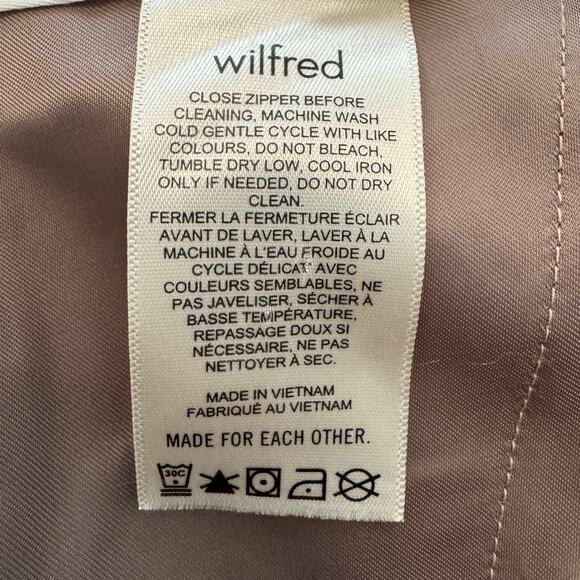 wilfred
CLOSE ZIPPER BEFORE
CLEANING, MACHINE WASH
COLD GENTLE CYCLE WITH LIKE
COLOURS, DO NOT BLEACH,
TUMBLE DRY LOW, COOL IRON
ONLY IF NEEDED, DO NOT DRY
CLEAN.
FERMER LA FERMETURE ÉCLAIR
AVANT DE LAVER, LAVER À LA
MACHINE À L'EAU FROIDE AU
CYCLE DÉLICAT AVEC
COULEURS SEMBLABLES, NE
PAS JAVELISER, SÉCHER À
BASSE TEMPÉRATURE,
REPASSAGE DOUX SI
NÉCESSAIRE, NE PAS
NETTOYER À SEC.
MADE IN VIETNAM
FABRIQUÉ AU VIETNAM
MADE FOR EACH OTHER.
30C